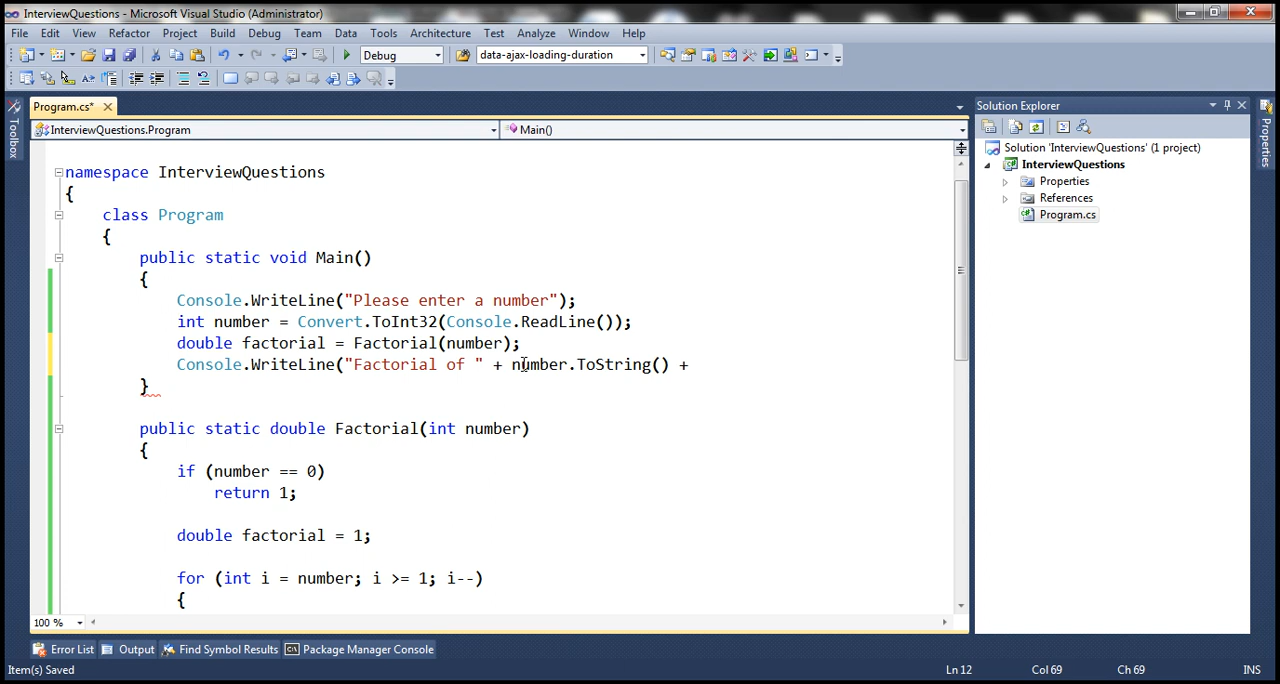 InterviewQuestions - Microsoft Visual Studio (Administrator)
File Edit View Refactor Project Build Debug Team Data Tools Architecture Test Analyze Window Help
Debug data-ajax-loading-duration
Program.cs* Solution Explorer
InterviewQuestions.Program Main()
Toolbox
Properties
Solution 'InterviewQuestions' (1 project)
InterviewQuestions
Properties
References
Program.cs
namespace InterviewQuestions
{
class Program
{
public static void Main()
{
Console.WriteLine("Please enter a number");
int number = Convert.ToInt32(Console.ReadLine());
double factorial = Factorial(number);
Console.WriteLine("Factorial of " + number.ToString() +
}
public static double Factorial(int number)
{
if (number == 0)
return 1;
double factorial = 1;
for (int i = number; i >= 1; i--)
{
100 %
Error List Output Find Symbol Results Package Manager Console
Item(s) Saved Ln 12 Col 69 Ch 69 INS